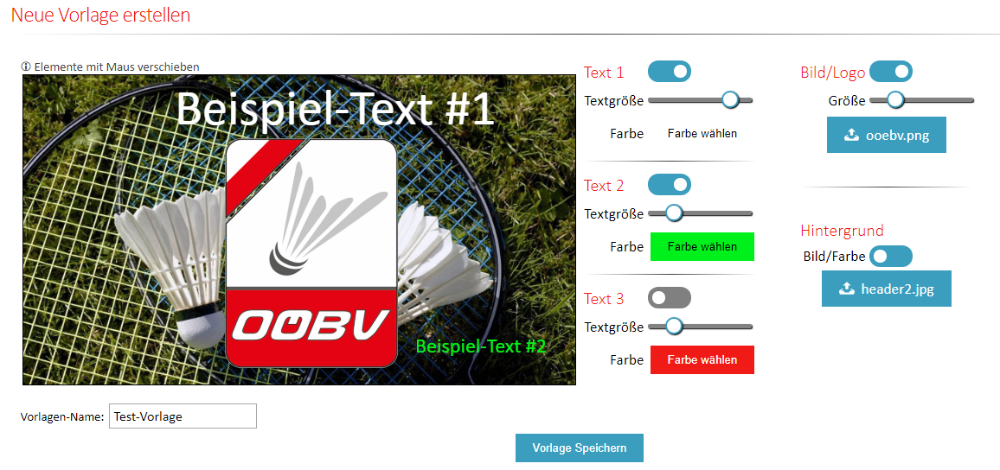 Neue Vorlage erstellen
Elemente mit Maus verschieben
Beispiel-Text #1
OÖBV
Beispiel-Text #2
Text 1
Textgröße
Farbe
Farbe wählen
Text 2
Textgröße
Farbe
Farbe wählen
Text 3
Textgröße
Farbe
Farbe wählen
Bild/Logo
Größe
ooebv.png
Hintergrund
Bild/Farbe
header2.jpg
Vorlagen-Name:
Test-Vorlage
Vorlage Speichern